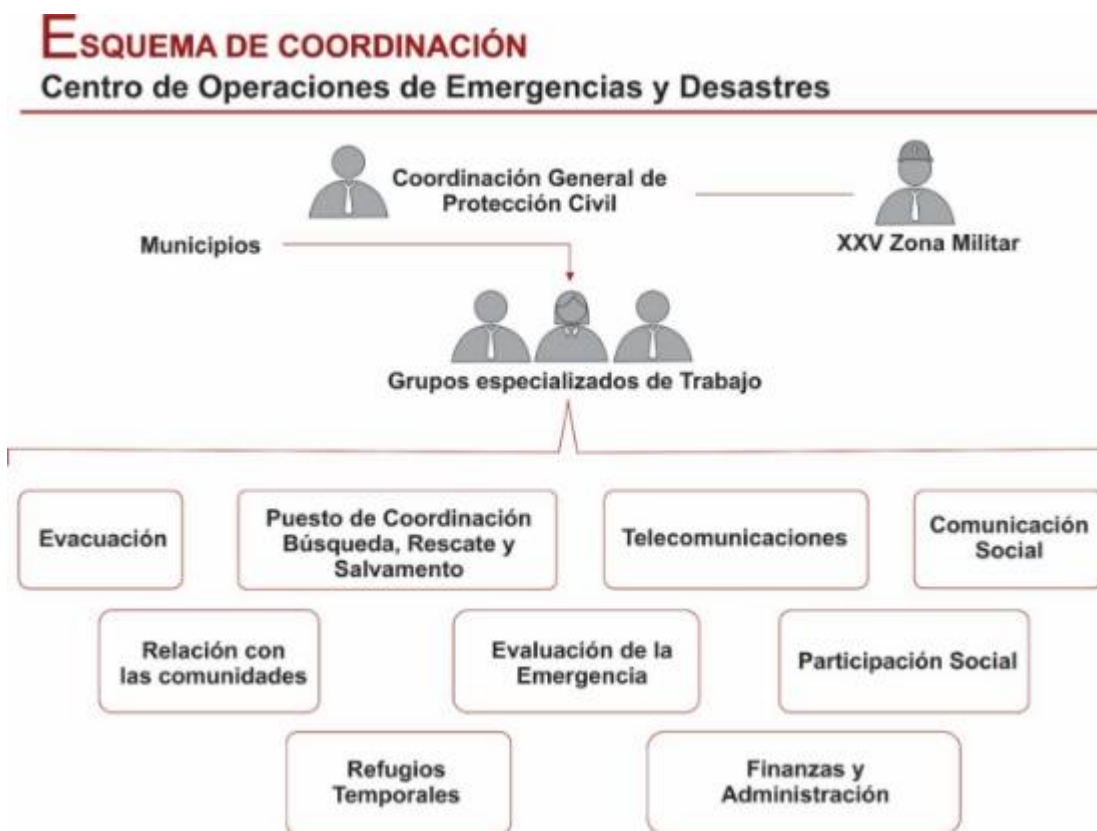 ESQUEMA DE COORDINACIÓN
Centro de Operaciones de Emergencias y Desastres
Coordinación General de
Protección Civil
XXV Zona Militar
Municipios
Grupos especializados de Trabajo
Evacuación
Puesto de Coordinación
Búsqueda, Rescate y
Salvamento
Telecomunicaciones
Comunicación
Social
Relación con
las comunidades
Evaluación de la
Emergencia
Participación Social
Refugios
Temporales
Finanzas y
Administración